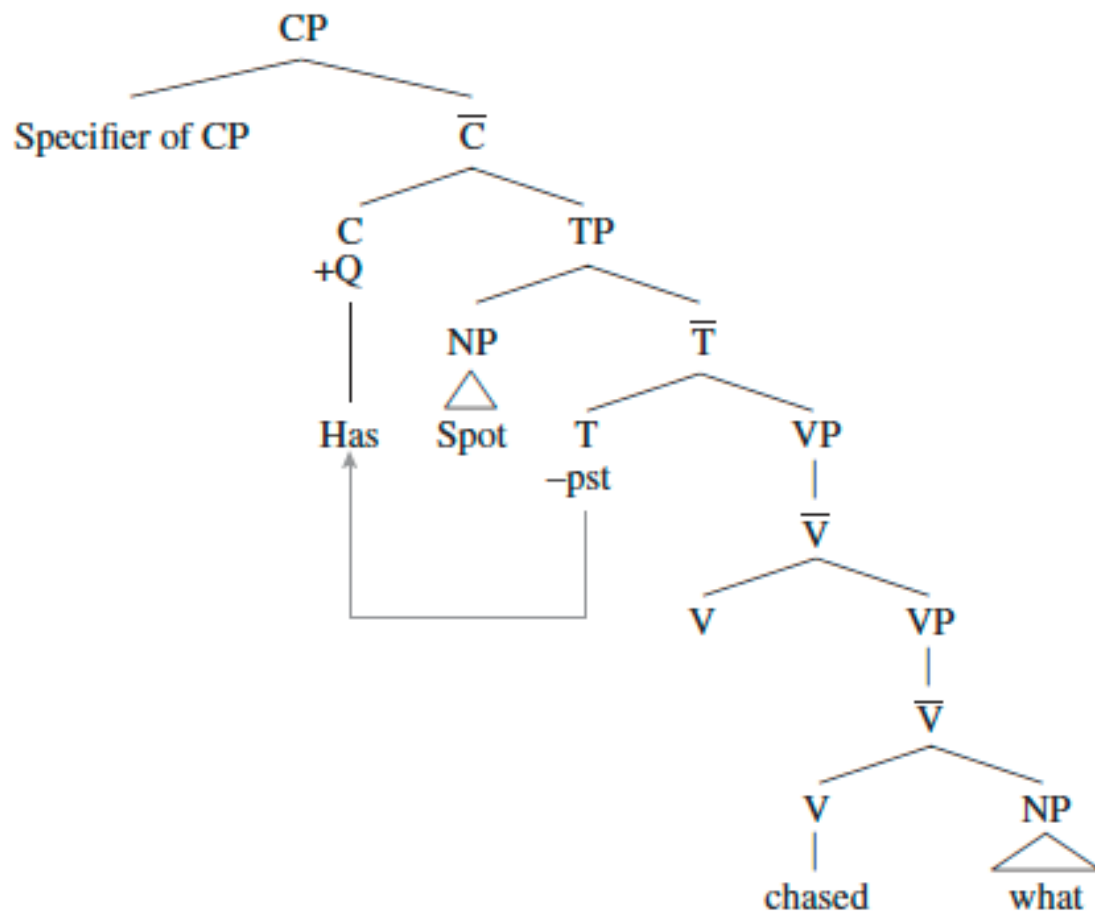 CP
Specifier of CP C̅
C TP
+Q
NP T̅
Has Spot T VP
–pst
V̅
V VP
V̅
V NP
chased what